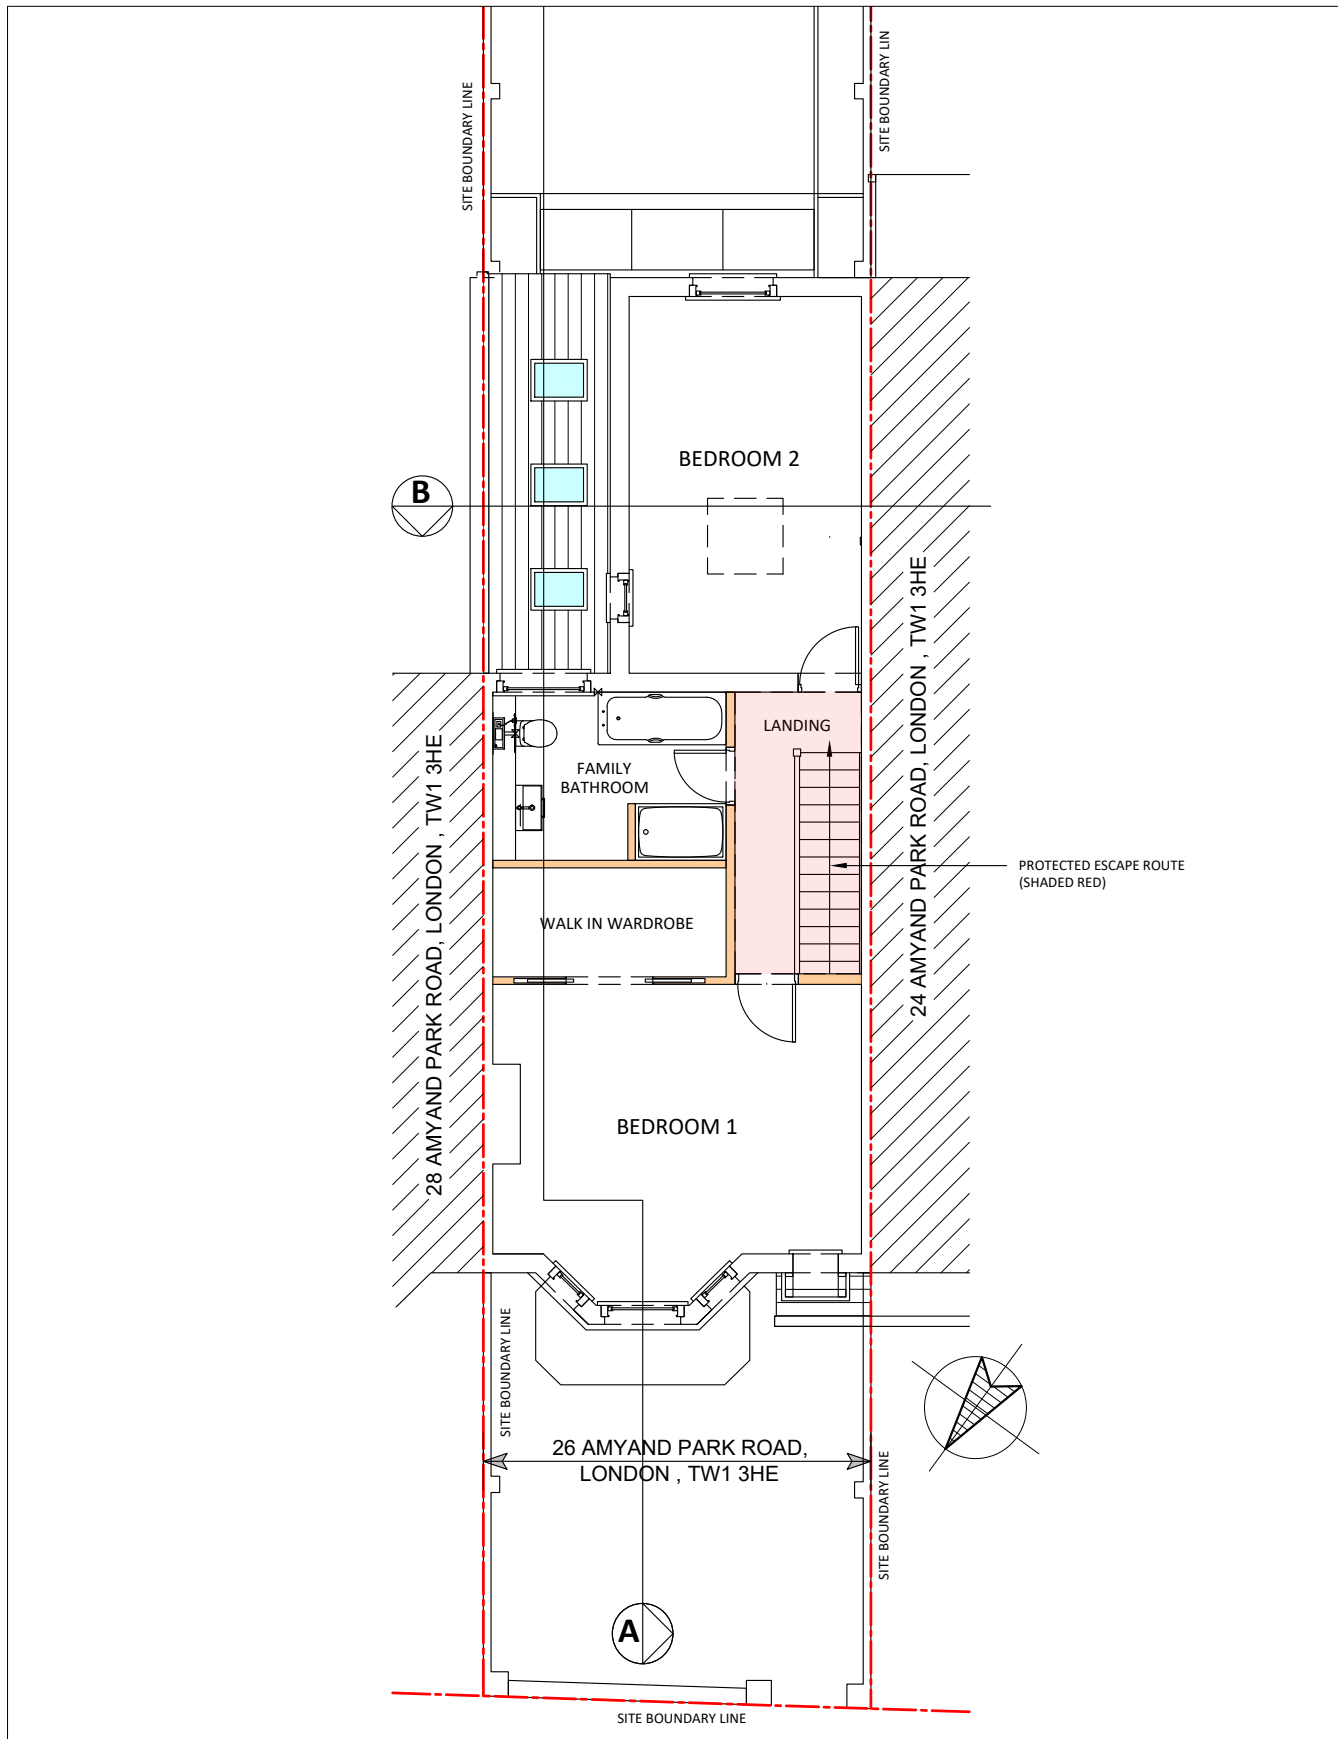 SITE BOUNDARY LINE
SITE BOUNDARY LIN
BEDROOM 2
B
24 AMYAND PARK ROAD, LONDON , TW1 3HE
LANDING
28 AMYAND PARK ROAD, LONDON , TW1 3HE
FAMILY
BATHROOM
PROTECTED ESCAPE ROUTE
(SHADED RED)
WALK IN WARDROBE
BEDROOM 1
SITE BOUNDARY LINE
26 AMYAND PARK ROAD,
LONDON , TW1 3HE
SITE BOUNDARY LINE
A
SITE BOUNDARY LINE